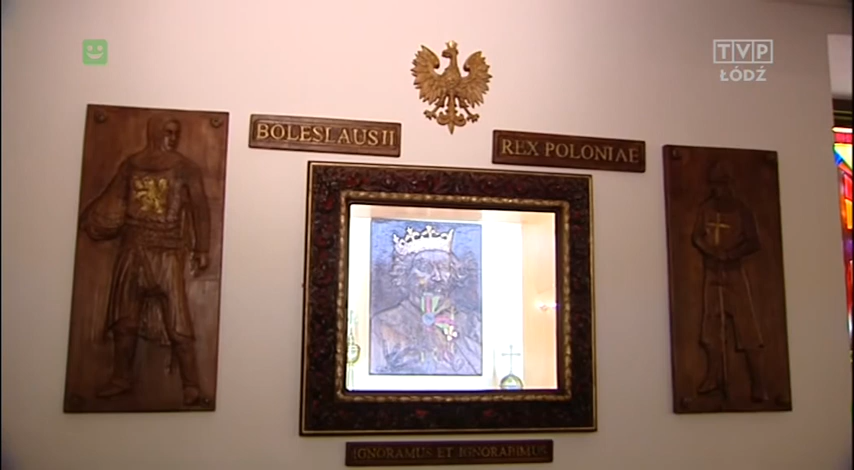 TVP
ŁÓDŹ
BOLESLAUS II
REX POLONIAE
IGNORAMUS ET IGNORABIMUS